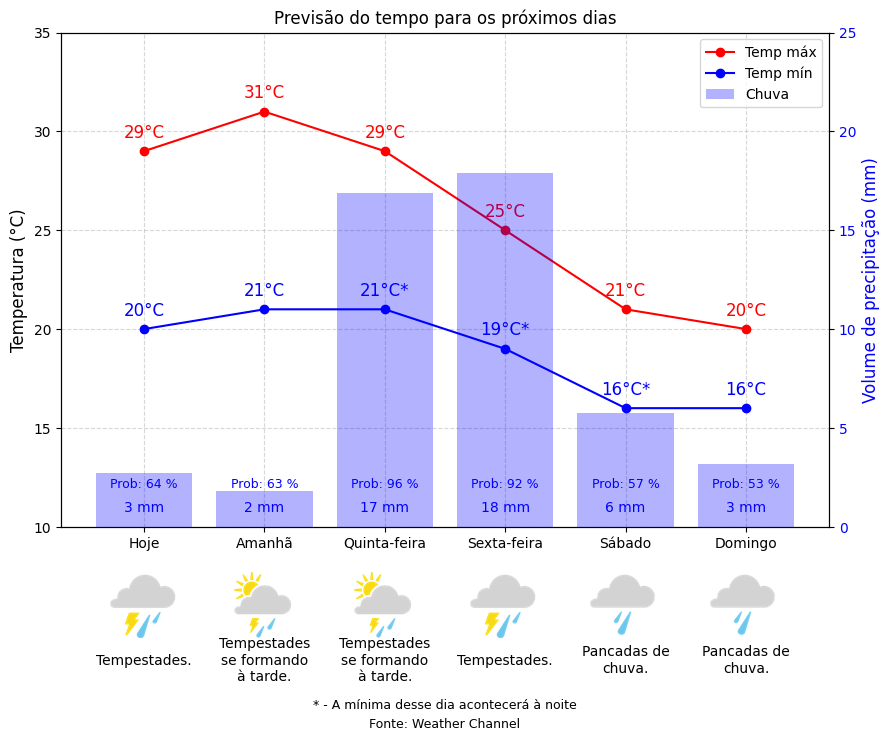 Previsão do tempo para os próximos dias
Temperatura (°C)
35
30
25
20
15
10
Volume de precipitação (mm)
25
20
15
10
5
0
Temp máx
Temp mín
Chuva
29°C
31°C
29°C
25°C
21°C
20°C
20°C
21°C
21°C*
19°C*
16°C*
16°C
Prob: 64 %
Prob: 63 %
Prob: 96 %
Prob: 92 %
Prob: 57 %
Prob: 53 %
3 mm
2 mm
17 mm
18 mm
6 mm
3 mm
Hoje
Amanhã
Quinta-feira
Sexta-feira
Sábado
Domingo
Tempestades.
Tempestades
se formando
à tarde.
Tempestades
se formando
à tarde.
Tempestades.
Pancadas de
chuva.
Pancadas de
chuva.
* - A mínima desse dia acontecerá à noite
Fonte: Weather Channel